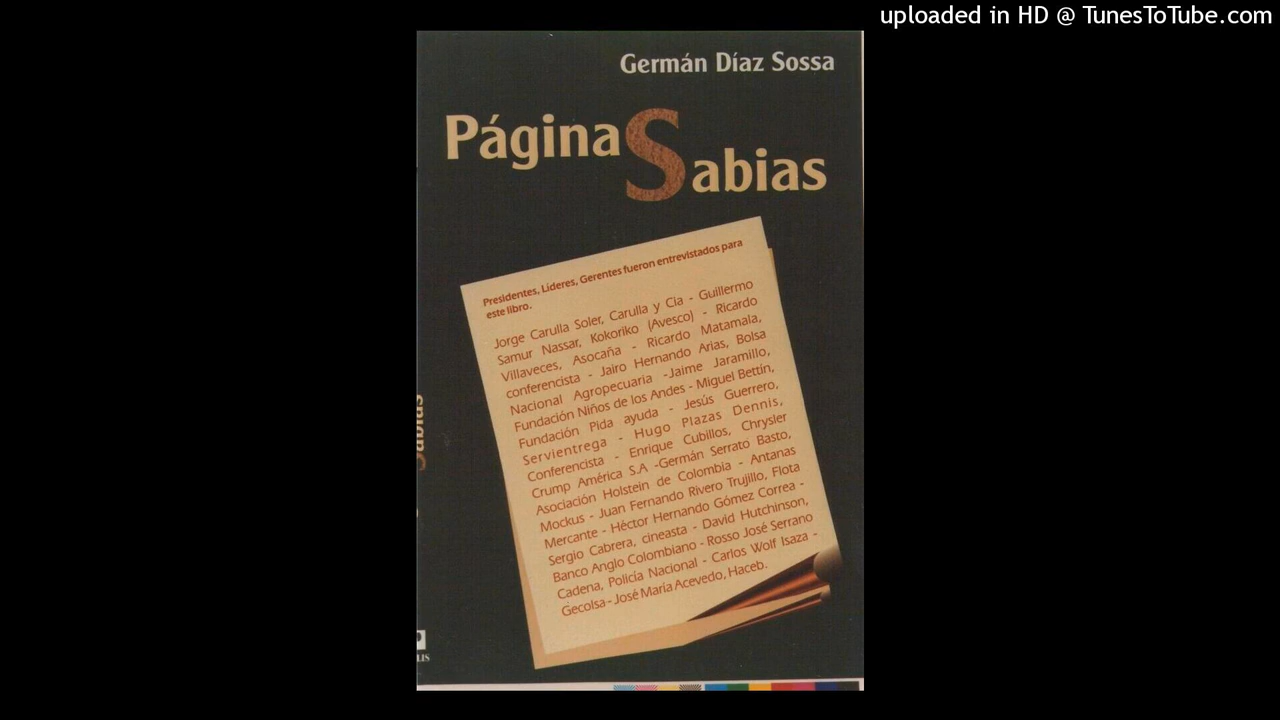 uploaded in HD @ TunesToTube.com
Germán Díaz Sossa
PáginaSabias
Presidentes, Lideres, Gerentes fueron entrevistados para
este libro.
Jorge Carulla Soler, Carulla y Cia - Guillermo
Samur Nassar, Kokoriko (Avesco) - Ricardo
Villaveces, Asocaña - Ricardo Matamala,
conferencista - Jairo Hernando Arias, Bolsa
Nacional Agropecuaria -Jaime Jaramillo,
Fundación Niños de los Andes - Miguel Bettín,
Fundación Pida ayuda - Jesús Guerrero,
Servientrega - Hugo Plazas Dennis,
Conferencista - Enrique Cubillos, Chrysler
Crump América S.A -Germán Serrato Basto,
Asociación Holstein de Colombia - Antanas
Mockus - Juan Fernando Rivero Trujillo, Flota
Mercante - Héctor Hernando Gómez Correa -
Sergio Cabrera, cineasta - David Hutchinson,
Banco Anglo Colombiano - Rosso José Serrano
Cadena, Policía Nacional - Carlos Wolf Isaza -
Gecolsa - José María Acevedo, Haceb.
abias
LIS